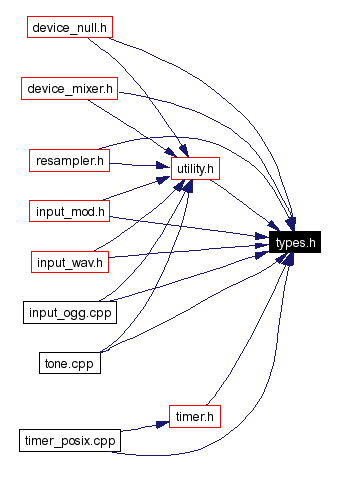 device_null.h
device_mixer.h
resampler.h
utility.h
input_mod.h
types.h
input_wav.h
input_ogg.cpp
tone.cpp
timer.h
timer_posix.cpp